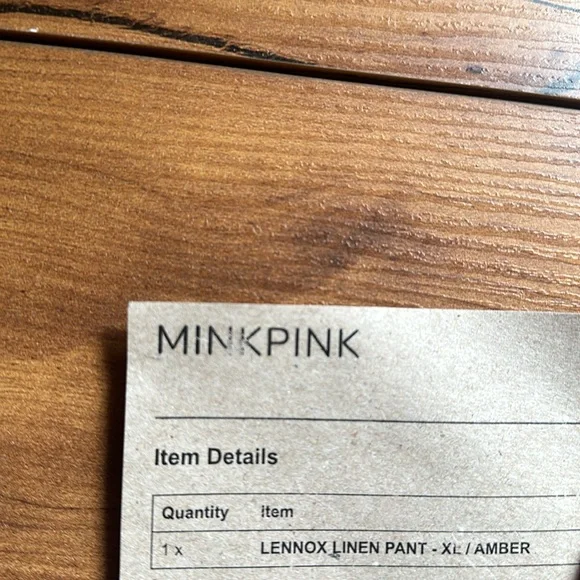 MINKPINK
Item Details
Quantity item
1 x LENNOX LINEN PANT - XL / AMBER